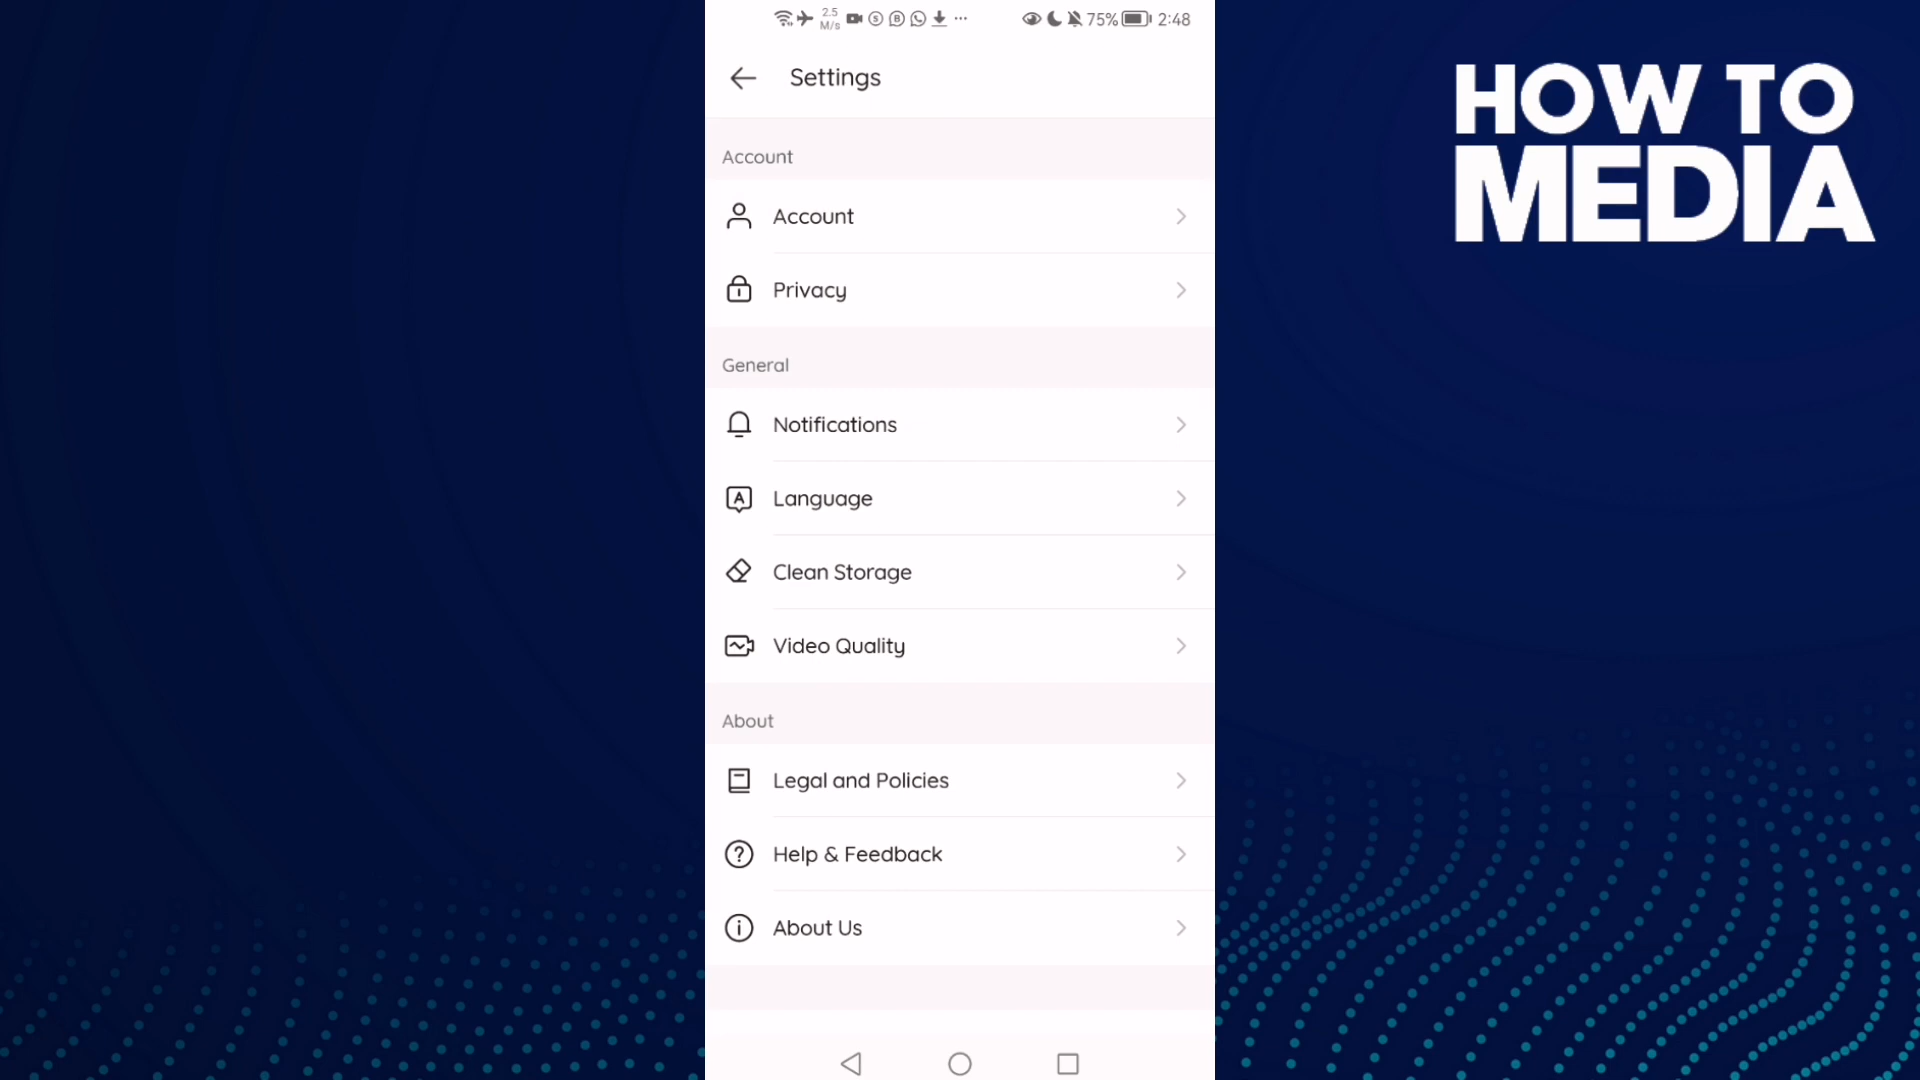 2.5
M/s
75% 2:48
Settings
HOW TO
MEDIA
Account
Account
Privacy
General
Notifications
Language
Clean Storage
Video Quality
About
Legal and Policies
Help & Feedback
About Us